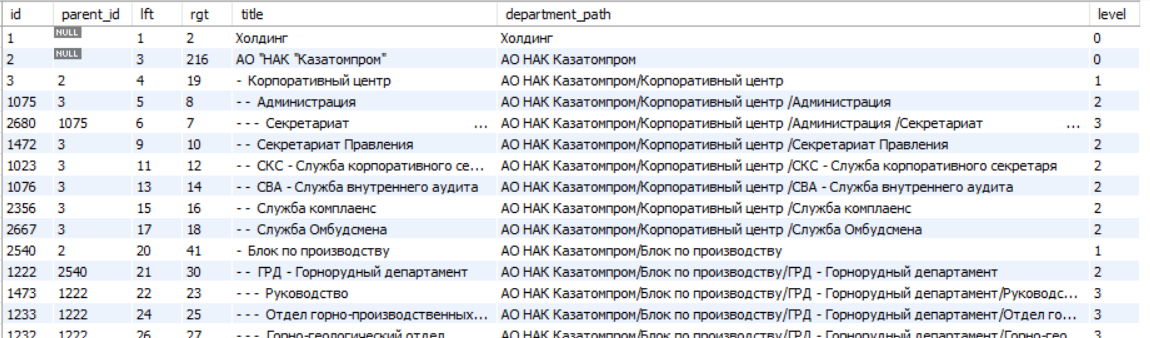 id parent_id lft rgt title department_path level
1 NULL 1 2 Холдинг Холдинг 0
2 NULL 3 216 АО "НАК "Казатомпром" АО НАК Казатомпром 0
3 2 4 19 - Корпоративный центр АО НАК Казатомпром/Корпоративный центр 1
1075 3 5 8 - - Администрация АО НАК Казатомпром/Корпоративный центр /Администрация 2
2680 1075 6 7 - - - Секретариат ... АО НАК Казатомпром/Корпоративный центр /Администрация /Секретариат ... 3
1472 3 9 10 - - Секретариат Правления АО НАК Казатомпром/Корпоративный центр /Секретариат Правления 2
1023 3 11 12 - - СКС - Служба корпоративного се... АО НАК Казатомпром/Корпоративный центр /СКС - Служба корпоративного секретаря 2
1076 3 13 14 - - СВА - Служба внутреннего аудита АО НАК Казатомпром/Корпоративный центр /СВА - Служба внутреннего аудита 2
2356 3 15 16 - - Служба комплаенс АО НАК Казатомпром/Корпоративный центр /Служба комплаенс 2
2667 3 17 18 - - Служба Омбудсмена АО НАК Казатомпром/Корпоративный центр /Служба Омбудсмена 2
2540 2 20 41 - Блок по производству АО НАК Казатомпром/Блок по производству 1
1222 2540 21 30 - - ГРД - Горнорудный департамент АО НАК Казатомпром/Блок по производству/ГРД - Горнорудный департамент 2
1473 1222 22 23 - - - Руководство АО НАК Казатомпром/Блок по производству/ГРД - Горнорудный департамент/Руководс... 3
1233 1222 24 25 - - - Отдел горно-производственных... АО НАК Казатомпром/Блок по производству/ГРД - Горнорудный департамент/Отдел го... 3
1232 1222 26 27 - - - Горно-геологический отдел АО НАК Казатомпром/Блок по производству/ГРД - Горнорудный департамент/Горно-гео... 3